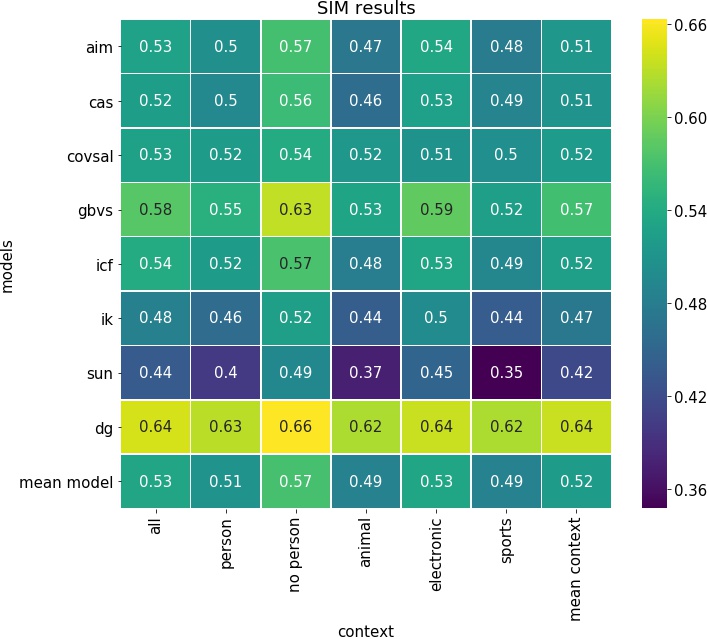 SIM results
aim 0.53 0.5 0.57 0.47 0.54 0.48 0.51
cas 0.52 0.5 0.56 0.46 0.53 0.49 0.51
covsal 0.53 0.52 0.54 0.52 0.51 0.5 0.52
gbvs 0.58 0.55 0.63 0.53 0.59 0.52 0.57
icf 0.54 0.52 0.57 0.48 0.53 0.49 0.52
ik 0.48 0.46 0.52 0.44 0.5 0.44 0.47
sun 0.44 0.4 0.49 0.37 0.45 0.35 0.42
dg 0.64 0.63 0.66 0.62 0.64 0.62 0.64
mean model 0.53 0.51 0.57 0.49 0.53 0.49 0.52
models
all person no person animal electronic sports mean context
context
0.66
0.60
0.54
0.48
0.42
0.36